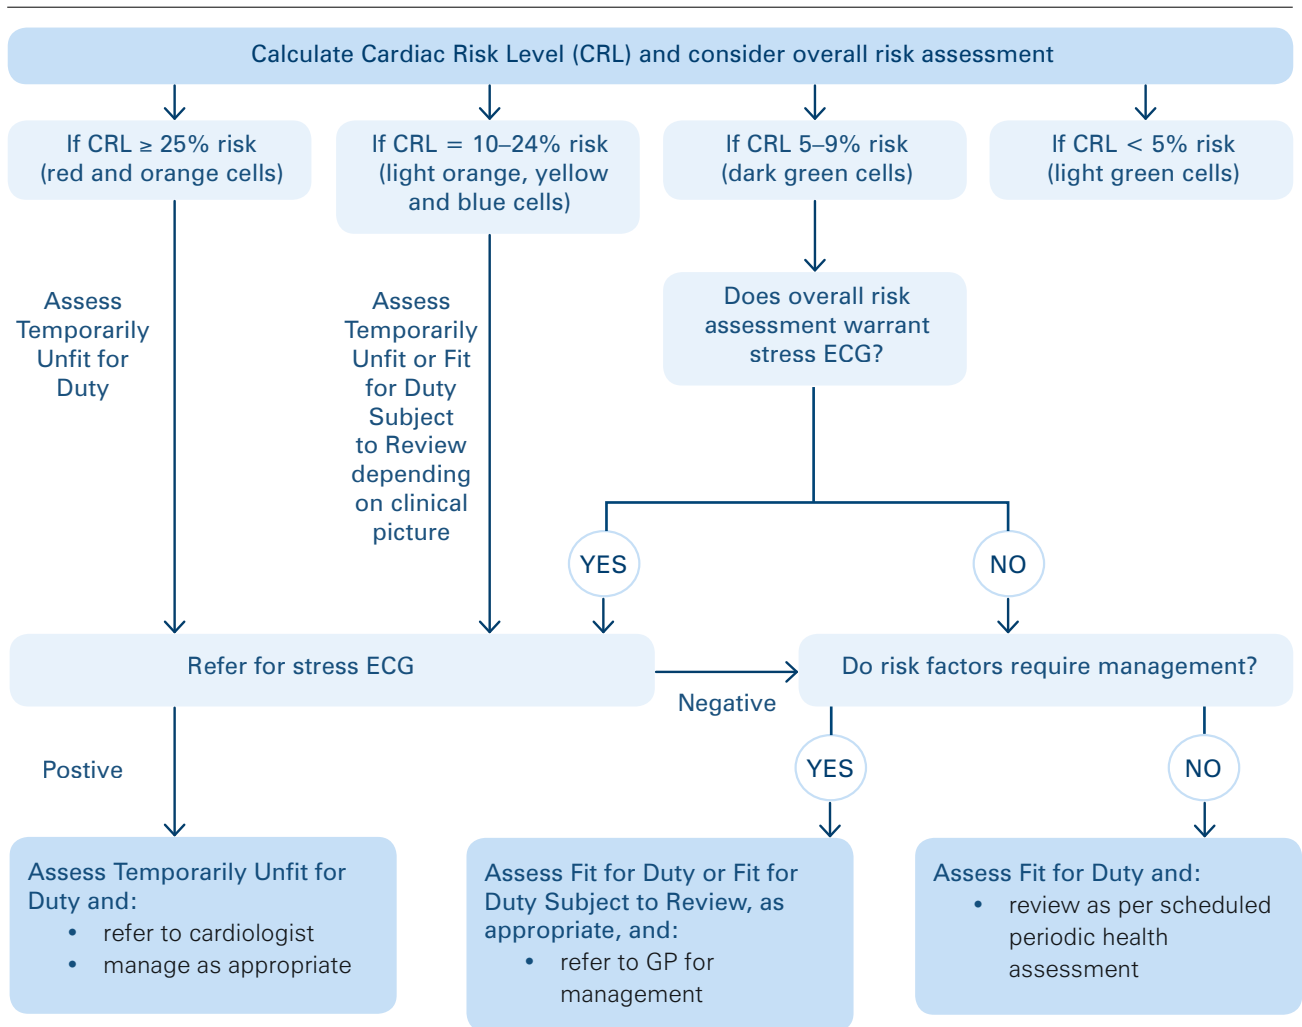 Calculate Cardiac Risk Level (CRL) and consider overall risk assessment
If CRL ≥ 25% risk
(red and orange cells)
If CRL = 10–24% risk
(light orange, yellow
and blue cells)
If CRL 5–9% risk
(dark green cells)
If CRL < 5% risk
(light green cells)
Assess
Temporarily
Unfit for
Duty
Assess
Temporarily
Unfit or Fit
for Duty
Subject
to Review
depending
on clinical
picture
Does overall risk
assessment warrant
stress ECG?
YES
NO
Refer for stress ECG
Negative
Do risk factors require management?
Postive
YES
NO
Assess Temporarily Unfit for
Duty and:
• refer to cardiologist
• manage as appropriate
Assess Fit for Duty or Fit for
Duty Subject to Review, as
appropriate, and:
• refer to GP for
management
Assess Fit for Duty and:
• review as per scheduled
periodic health
assessment